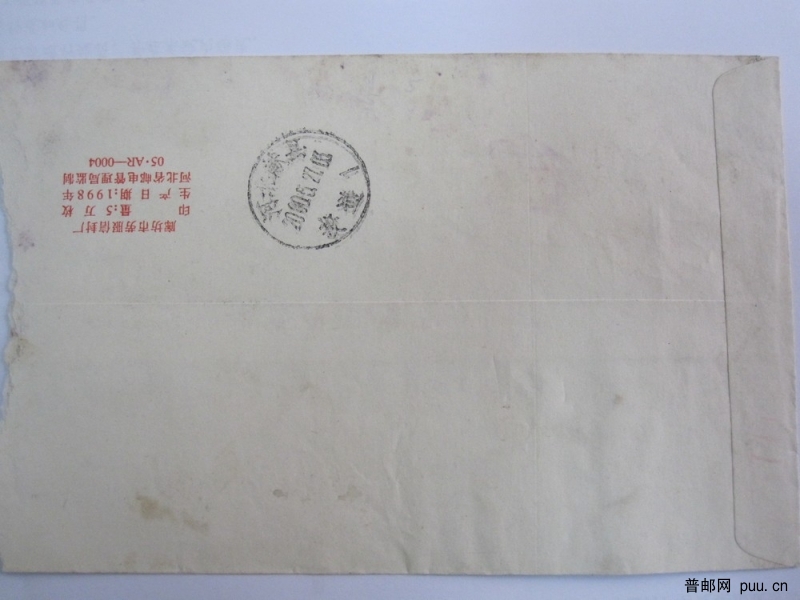 廊坊市劳服信封厂
印 量:5 万 枚
生 产 日 期:1998年
河北省邮电管理局监制
05·AR—0004
普邮网 puu.cn